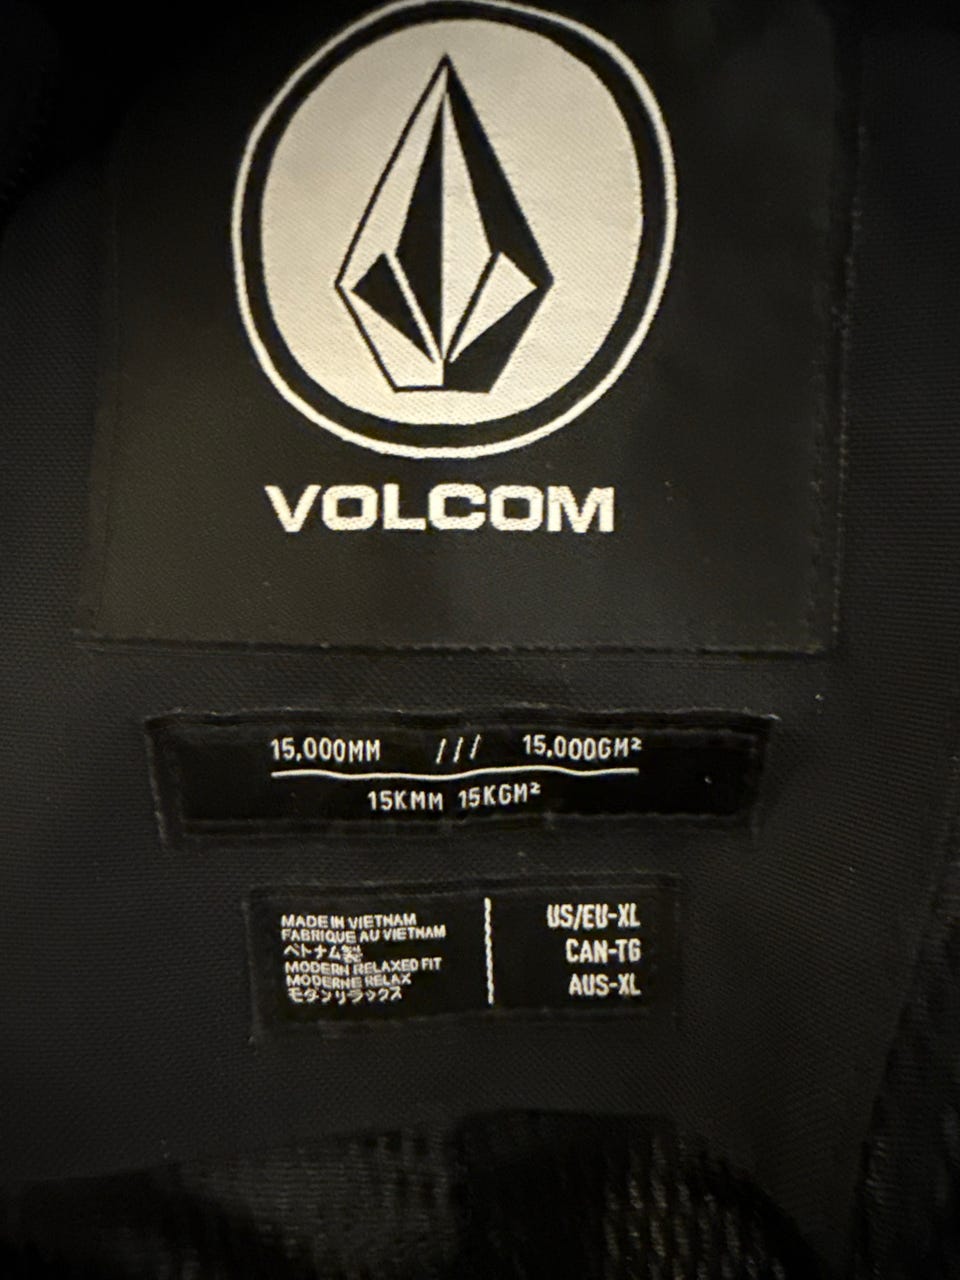 VOLCOM
15,000MM /// 15,000GM²
15KMM 15KGM²
MADE IN VIETNAM
FABRIQUE AU VIETNAM
ベトナム製
MODERN RELAXED FIT
MODERNE RELAX
モダンリラックス
US/EU-XL
CAN-TG
AUS-XL